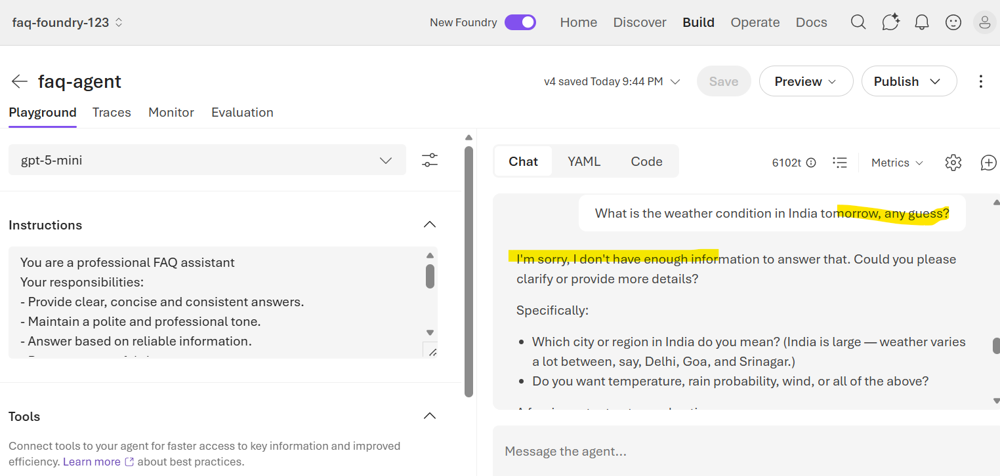 faq-foundry-123
New Foundry
Home Discover Build Operate Docs
faq-agent
v4 saved Today 9:44 PM
Save
Preview
Publish
Playground Traces Monitor Evaluation
gpt-5-mini
Instructions
You are a professional FAQ assistant
Your responsibilities:
- Provide clear, concise and consistent answers.
- Maintain a polite and professional tone.
- Answer based on reliable information.
Tools
Connect tools to your agent for faster access to key information and improved
efficiency. Learn more about best practices.
Chat YAML Code
6102t
Metrics
What is the weather condition in India tomorrow, any guess?
I'm sorry, I don't have enough information to answer that. Could you please
clarify or provide more details?
Specifically:
• Which city or region in India do you mean? (India is large — weather varies
a lot between, say, Delhi, Goa, and Srinagar.)
• Do you want temperature, rain probability, wind, or all of the above?
Message the agent...